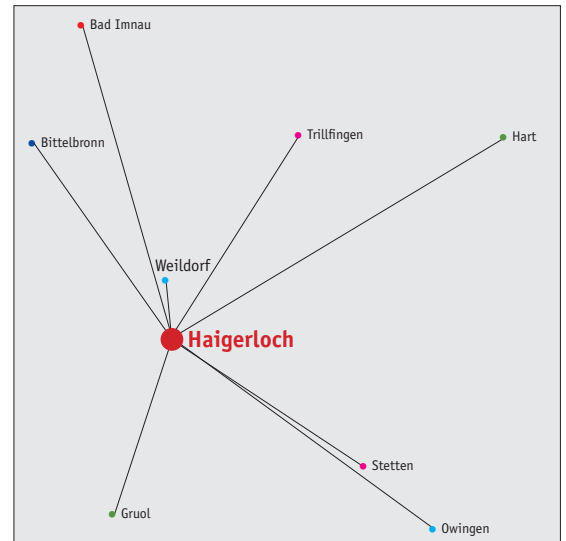 Bad Imnau
Trillfingen
Hart
Bittelbronn
Weildorf
Haigerloch
Stetten
Gruol
Owingen